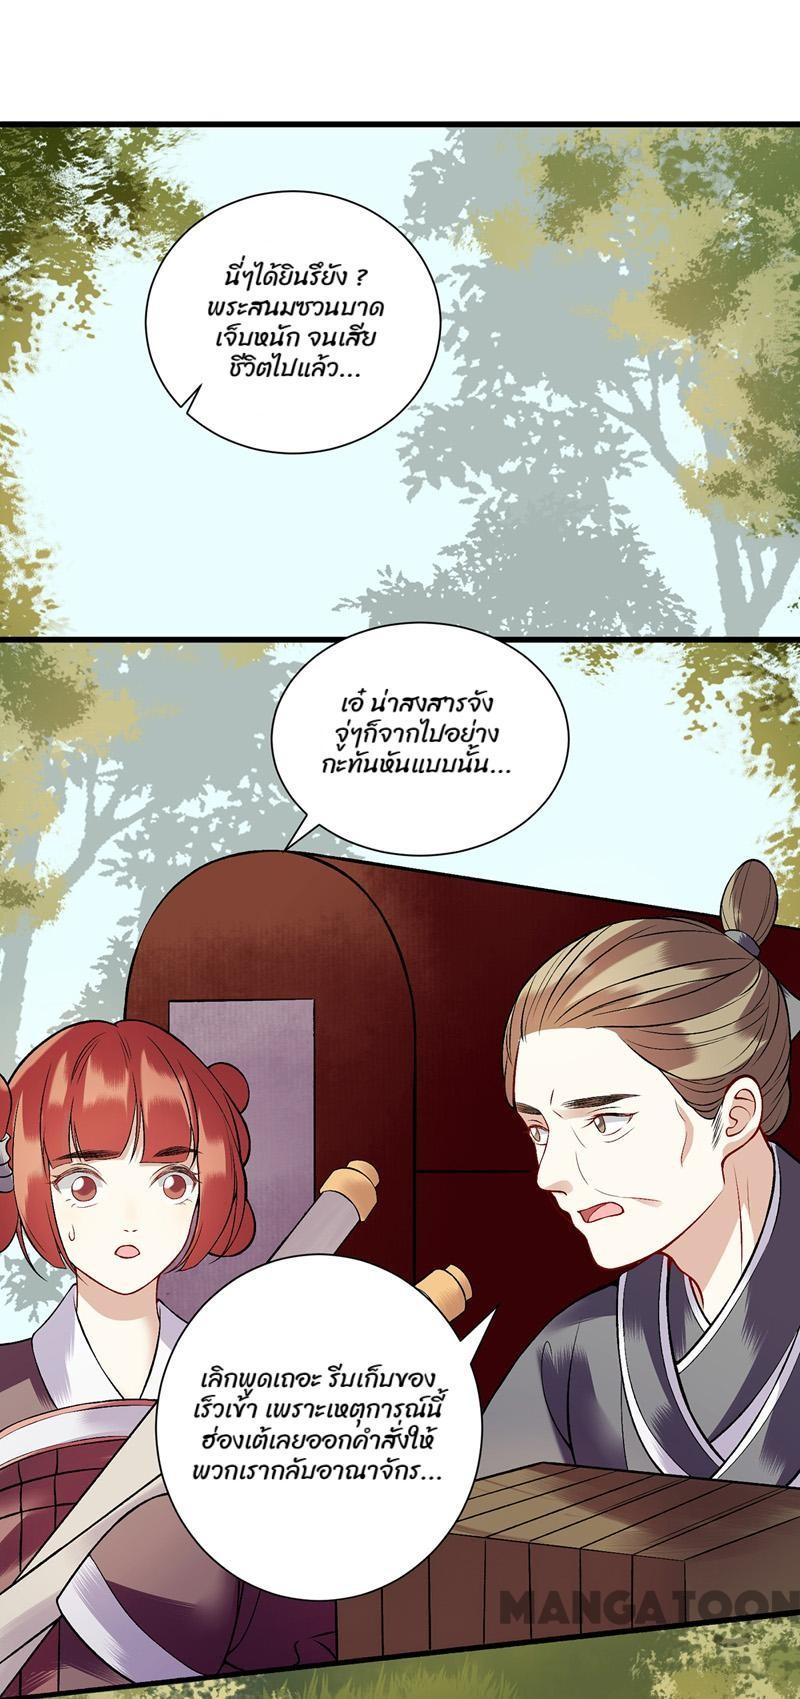 นี่ๆได้ยินรึยัง ?
พระสนมซวนบาด
เจ็บหนัก จนเสีย
ชีวิตไปแล้ว...
เอ๋ น่าสงสารจัง
จู่ๆก็จากไปอย่าง
กะทันหันแบบนั้น...
เลิกพูดเถอะ รีบเก็บของ
เร็วเข้า เพราะเหตุการณ์นี้
ฮ่องเต้เลยออกคำสั่งให้
พวกเรากลับอาณาจักร...
MANGATOON